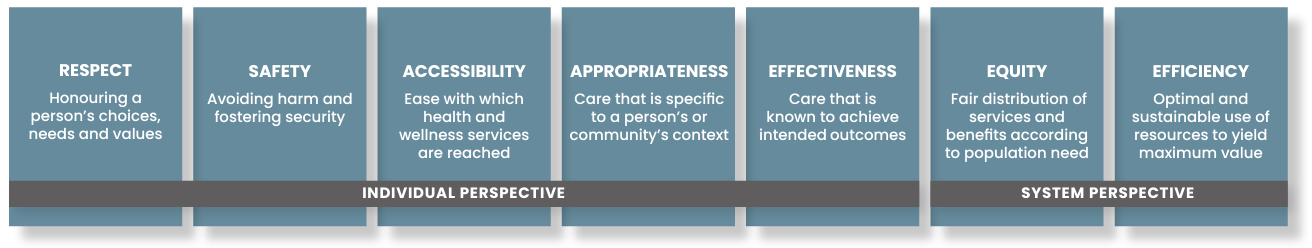 RESPECT
Honouring a
person's choices,
needs and values
SAFETY
Avoiding harm and
fostering security
ACCESSIBILITY
Ease with which
health and
wellness services
are reached
APPROPRIATENESS
Care that is specific
to a person's or
community's context
EFFECTIVENESS
Care that is
known to achieve
intended outcomes
EQUITY
Fair distribution of
services and
benefits according
to population need
EFFICIENCY
Optimal and
sustainable use of
resources to yield
maximum value
INDIVIDUAL PERSPECTIVE
SYSTEM PERSPECTIVE